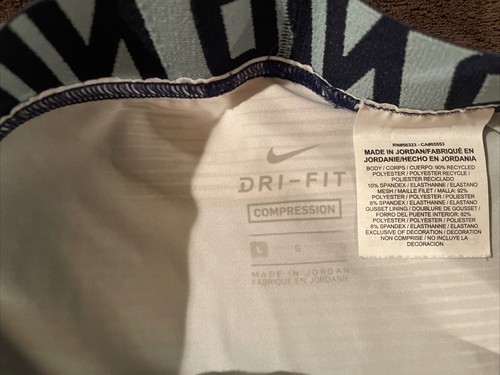 DRI-FIT
COMPRESSION
L
MADE IN JORDAN
FABRIQUÉ EN JORDANIE
RN#56323 - CA#05553
MADE IN JORDAN/FABRIQUÉ EN
JORDANIE/HECHO EN JORDANIA
BODY / CORPS / CUERPO: 90% RECYCLED
POLYESTER / POLYESTER RECYCLÉ /
POLIÉSTER RECICLADO
10% SPANDEX / ELASTHANNE / ELASTANO
MESH / MAILLE FILET / MALLA: 92%
POLYESTER / POLYESTER / POLIÉSTER
8% SPANDEX / ELASTHANNE / ELASTANO
GUSSET LINING / DOUBLURE DE GOUSSET /
FORRO DEL PUENTE INTERIOR: 92%
POLYESTER / POLYESTER / POLIÉSTER
8% SPANDEX / ELASTHANNE / ELASTANO
EXCLUSIVE OF DECORATION / DÉCORATION
NON COMPRISE / NO INCLUYE LA
DECORACIÓN